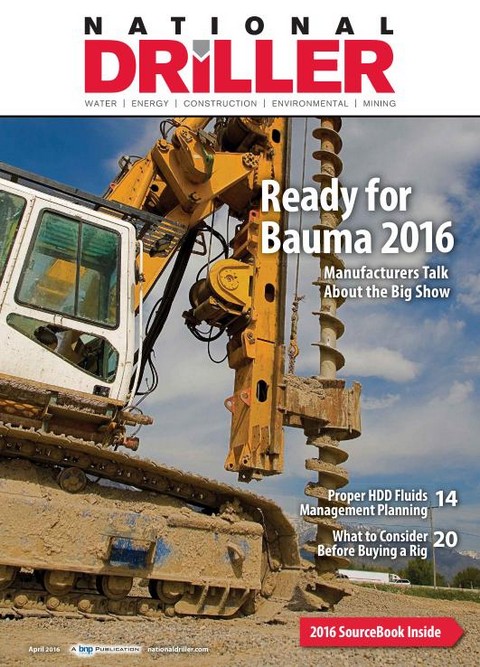 NATIONAL
DRILLER
WATER | ENERGY | CONSTRUCTION | ENVIRONMENTAL | MINING
Ready for
Bauma 2016
Manufacturers Talk
About the Big Show
Proper HDD Fluids
Management Planning 14
What to Consider
Before Buying a Rig 20
2016 SourceBook Inside
April 2016 A bnp PUBLICATION nationaldriller.com